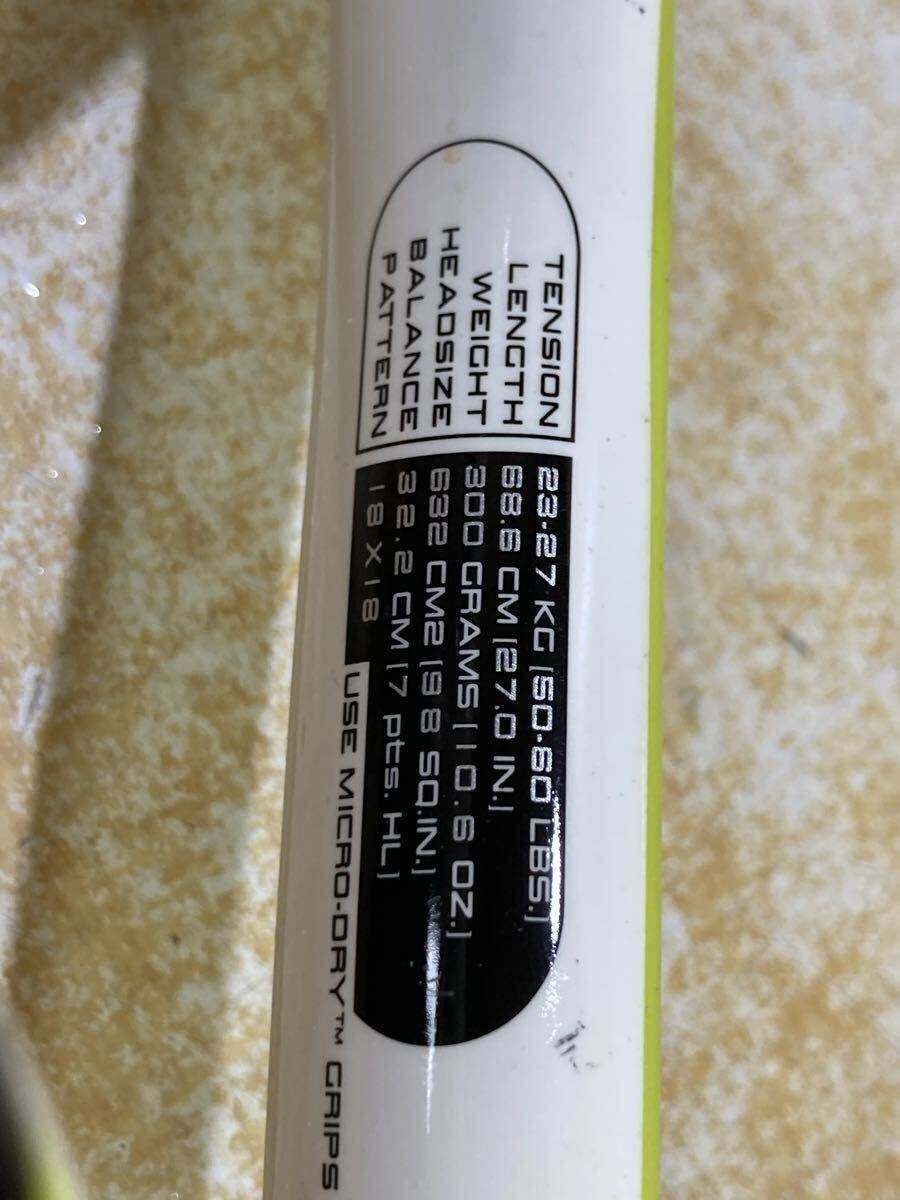 TENSION 23-27 KG [50-60 LBS.]
LENGTH 68.6 CM [27.0 IN.]
WEIGHT 300 GRAMS [10.6 OZ.]
HEADSIZE 632 CM2 [98 SQ.IN.]
BALANCE 32.2 CM [7 pts. HL]
PATTERN 18 X 18
USE MICRO-DRY™ GRIPS